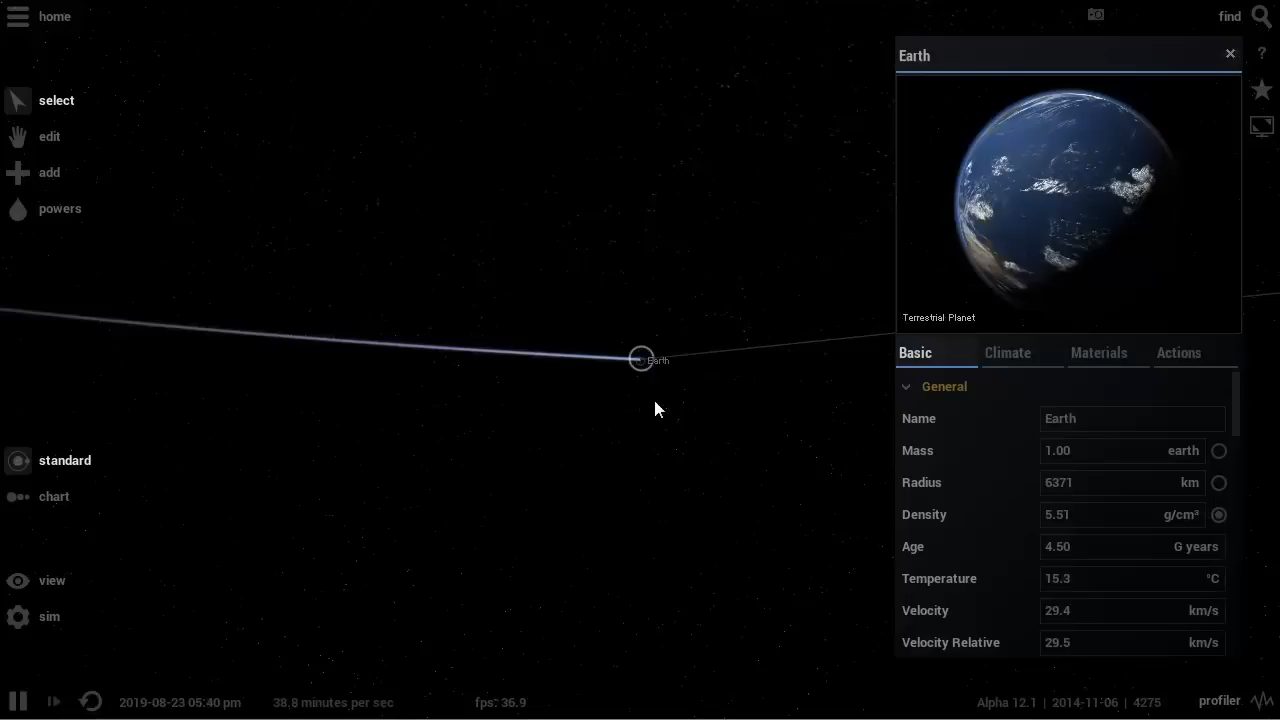 home
find
Earth
select
?
edit
add
powers
Terrestrial Planet
Earth
Basic Climate Materials Actions
General
Name Earth
Mass 1.00 earth
standard
Radius 6371 km
chart
Density 5.51 g/cm³
Age 4.50 G years
view
Temperature 15.3 °C
sim
Velocity 29.4 km/s
Velocity Relative 29.5 km/s
2019-08-23 05:40 pm 38.8 minutes per sec fps: 36.9 Alpha 12.1 | 2014-11-06 | 4275 profiler